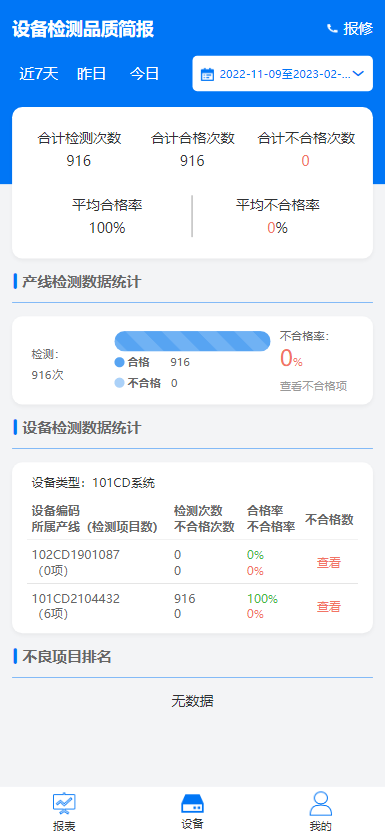 设备检测品质简报
报修
近7天 昨日 今日 2022-11-09至2023-02-...
合计检测次数 合计合格次数 合计不合格次数
916 916 0
平均合格率 平均不合格率
100% 0%
产线检测数据统计
检测：
916次
合格 916
不合格 0
不合格率：
0%
查看不合格项
设备检测数据统计
设备类型：101CD系统
设备编码 检测次数 合格率 不合格数
所属产线（检测项目数） 不合格次数 不合格率
102CD1901087 0 0% 查看
（0项） 0 0%
101CD2104432 916 100% 查看
（6项） 0 0%
不良项目排名
无数据
报表 设备 我的